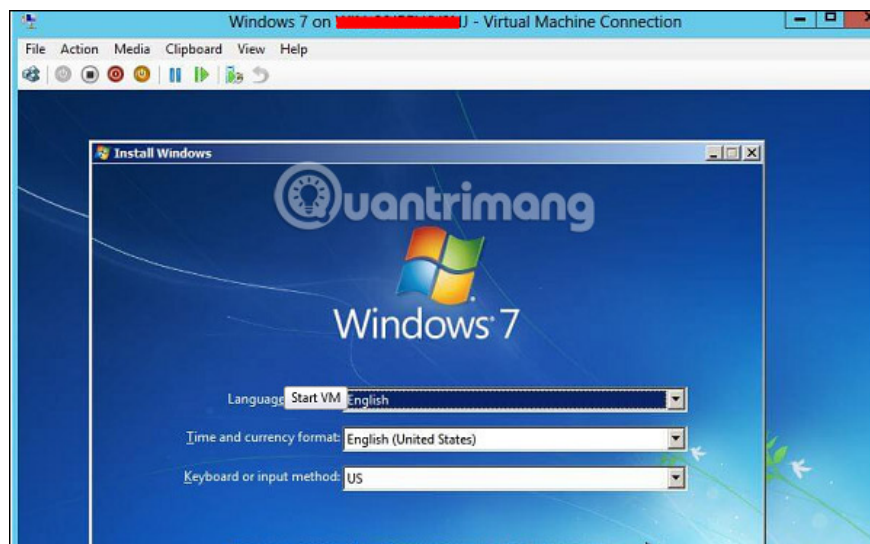 Windows 7 on J - Virtual Machine Connection
File Action Media Clipboard View Help
Install Windows
Quantrimang
Windows 7
Language Start VM English
Time and currency format: English (United States)
Keyboard or input method: US